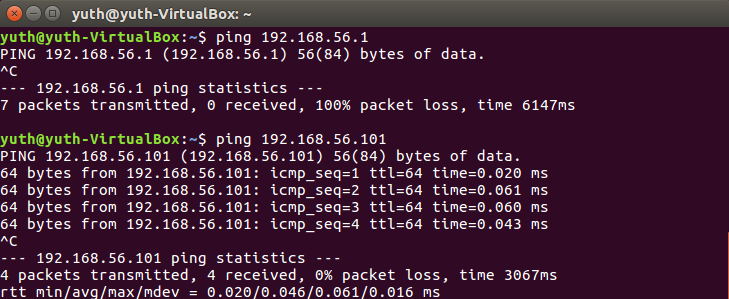 yuth@yuth-VirtualBox: ~
yuth@yuth-VirtualBox:~$ ping 192.168.56.1
PING 192.168.56.1 (192.168.56.1) 56(84) bytes of data.
^C
--- 192.168.56.1 ping statistics ---
7 packets transmitted, 0 received, 100% packet loss, time 6147ms
yuth@yuth-VirtualBox:~$ ping 192.168.56.101
PING 192.168.56.101 (192.168.56.101) 56(84) bytes of data.
64 bytes from 192.168.56.101: icmp_seq=1 ttl=64 time=0.020 ms
64 bytes from 192.168.56.101: icmp_seq=2 ttl=64 time=0.061 ms
64 bytes from 192.168.56.101: icmp_seq=3 ttl=64 time=0.060 ms
64 bytes from 192.168.56.101: icmp_seq=4 ttl=64 time=0.043 ms
^C
--- 192.168.56.101 ping statistics ---
4 packets transmitted, 4 received, 0% packet loss, time 3067ms
rtt min/avg/max/mdev = 0.020/0.046/0.061/0.016 ms